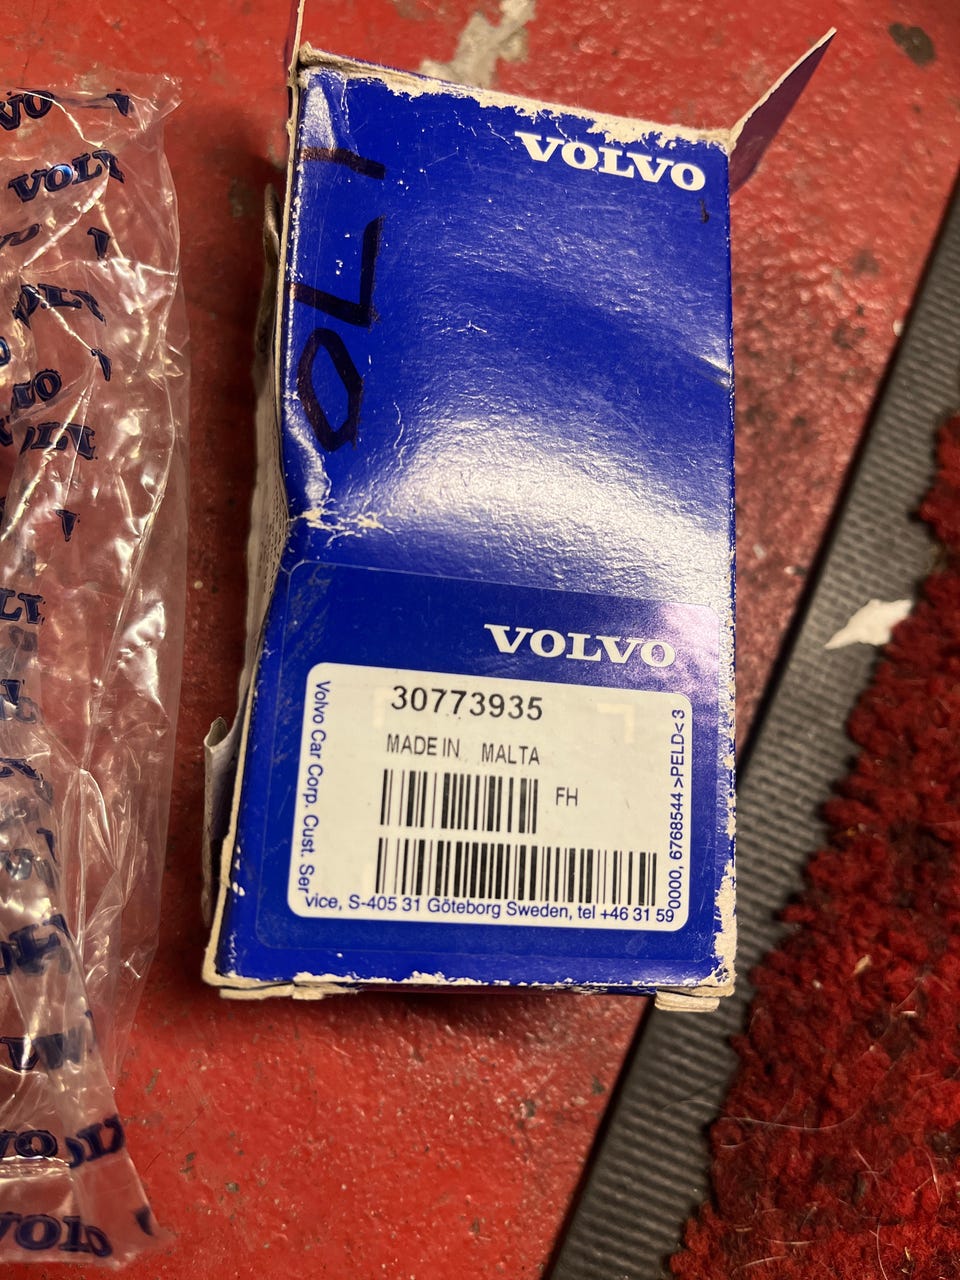 VOLVO
170
VOLVO
30773935
MADE IN MALTA
FH
Volvo Car Corp. Cust. Service, S-405 31 Göteborg Sweden, tel +46 31 59 0000, 6768544 >PELD<3
VOLVO